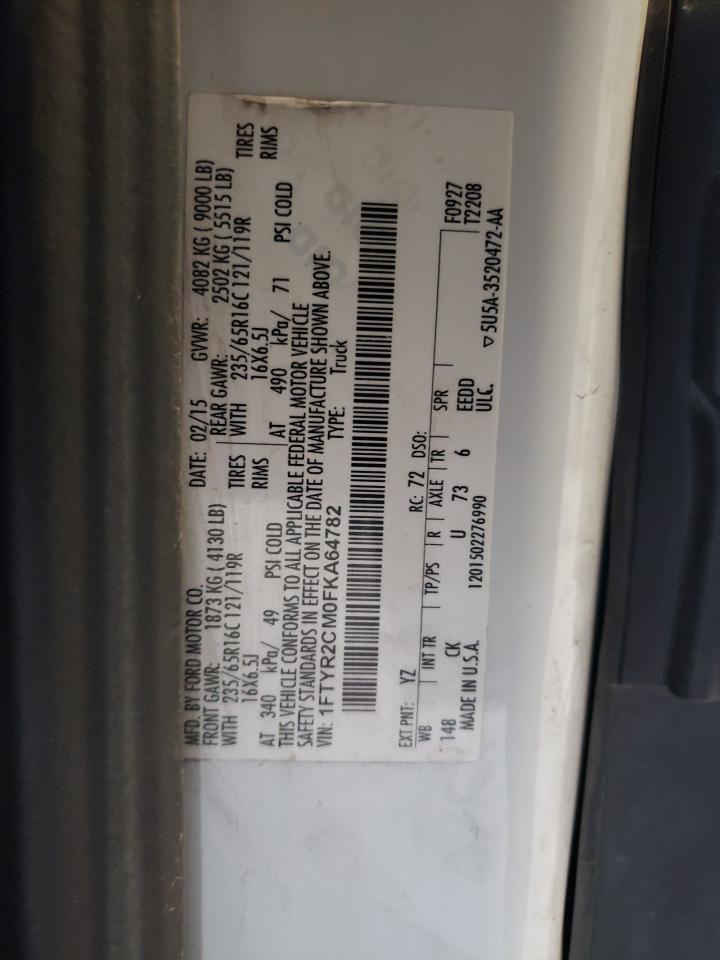 MFD. BY FORD MOTOR CO.
DATE: 02/15 GVWR: 4082 KG ( 9000 LB)
FRONT GAWR: 1873 KG ( 4130 LB) REAR GAWR: 2502 KG ( 5515 LB)
WITH 235/65R16C 121/119R TIRES WITH 235/65R16C 121/119R TIRES
16X6.5J RIMS 16X6.5J RIMS
AT 340 kPa/ 49 PSI COLD AT 490 kPa/ 71 PSI COLD
THIS VEHICLE CONFORMS TO ALL APPLICABLE FEDERAL MOTOR VEHICLE
SAFETY STANDARDS IN EFFECT ON THE DATE OF MANUFACTURE SHOWN ABOVE.
VIN: 1FTYR2CM0FKA64782 TYPE: Truck
EXT PNT: YZ RC: 72 DSO: F0927
WB INT TR TP/PS R AXLE TR SPR T2208
148 CK U 73 6 EEDD
MADE IN U.S.A. 1201502276990 ULC. ▽5U5A-3520472-AA